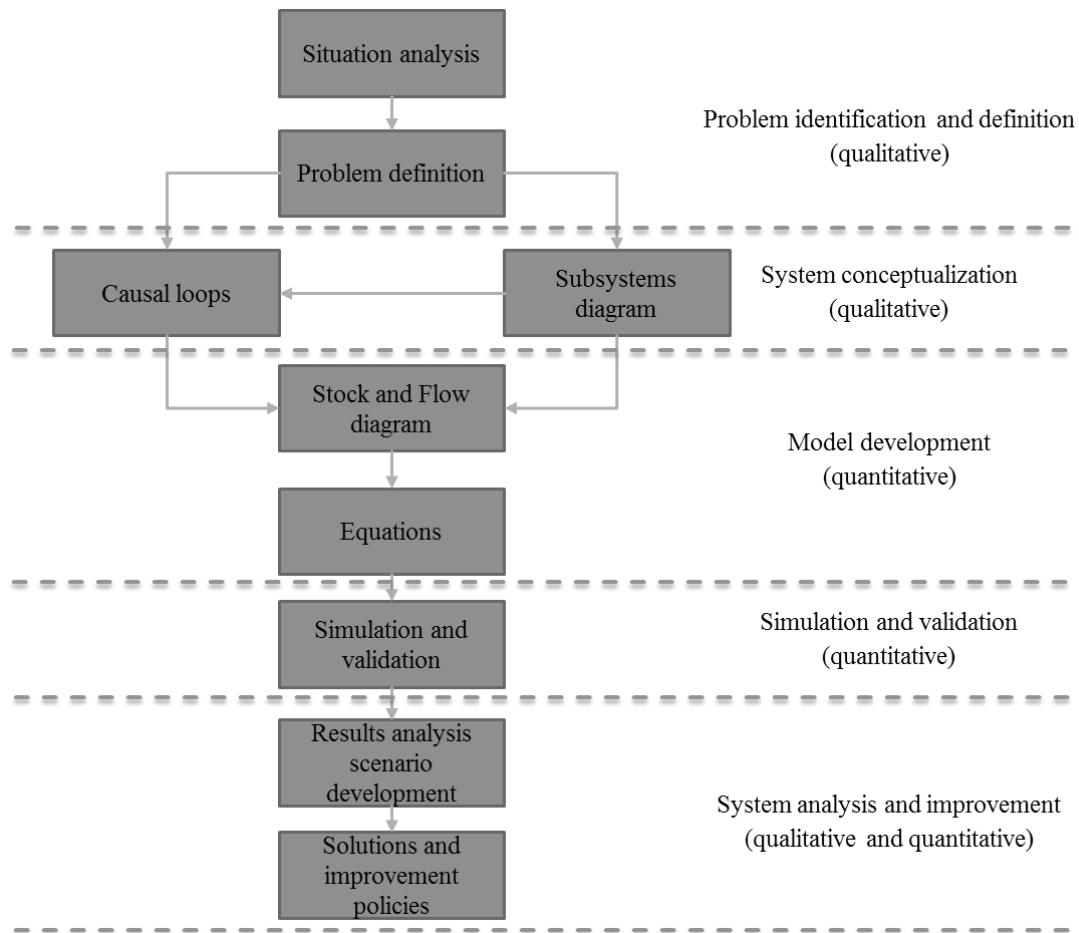 Situation analysis
Problem identification and definition
(qualitative)
Problem definition
Causal loops
Subsystems
diagram
System conceptualization
(qualitative)
Stock and Flow
diagram
Model development
(quantitative)
Equations
Simulation and
validation
Simulation and validation
(quantitative)
Results analysis
scenario
development
System analysis and improvement
(qualitative and quantitative)
Solutions and
improvement
policies